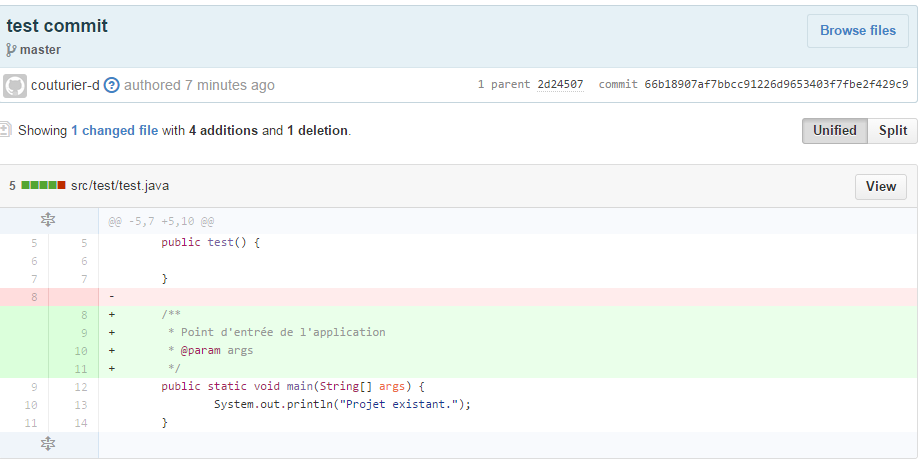 test commit
Browse files
master
couturier-d ? authored 7 minutes ago 1 parent 2d24507 commit 66b18907af7bbcc91226d9653403f7fbe2f429c9
Showing 1 changed file with 4 additions and 1 deletion.
Unified Split
5 src/test/test.java View
@@ -5,7 +5,10 @@
5 5 public test() {
6 6
7 7 }
8 -
8 + /**
9 + * Point d'entrée de l'application
10 + * @param args
11 + */
9 12 public static void main(String[] args) {
10 13 System.out.println("Projet existant.");
11 14 }